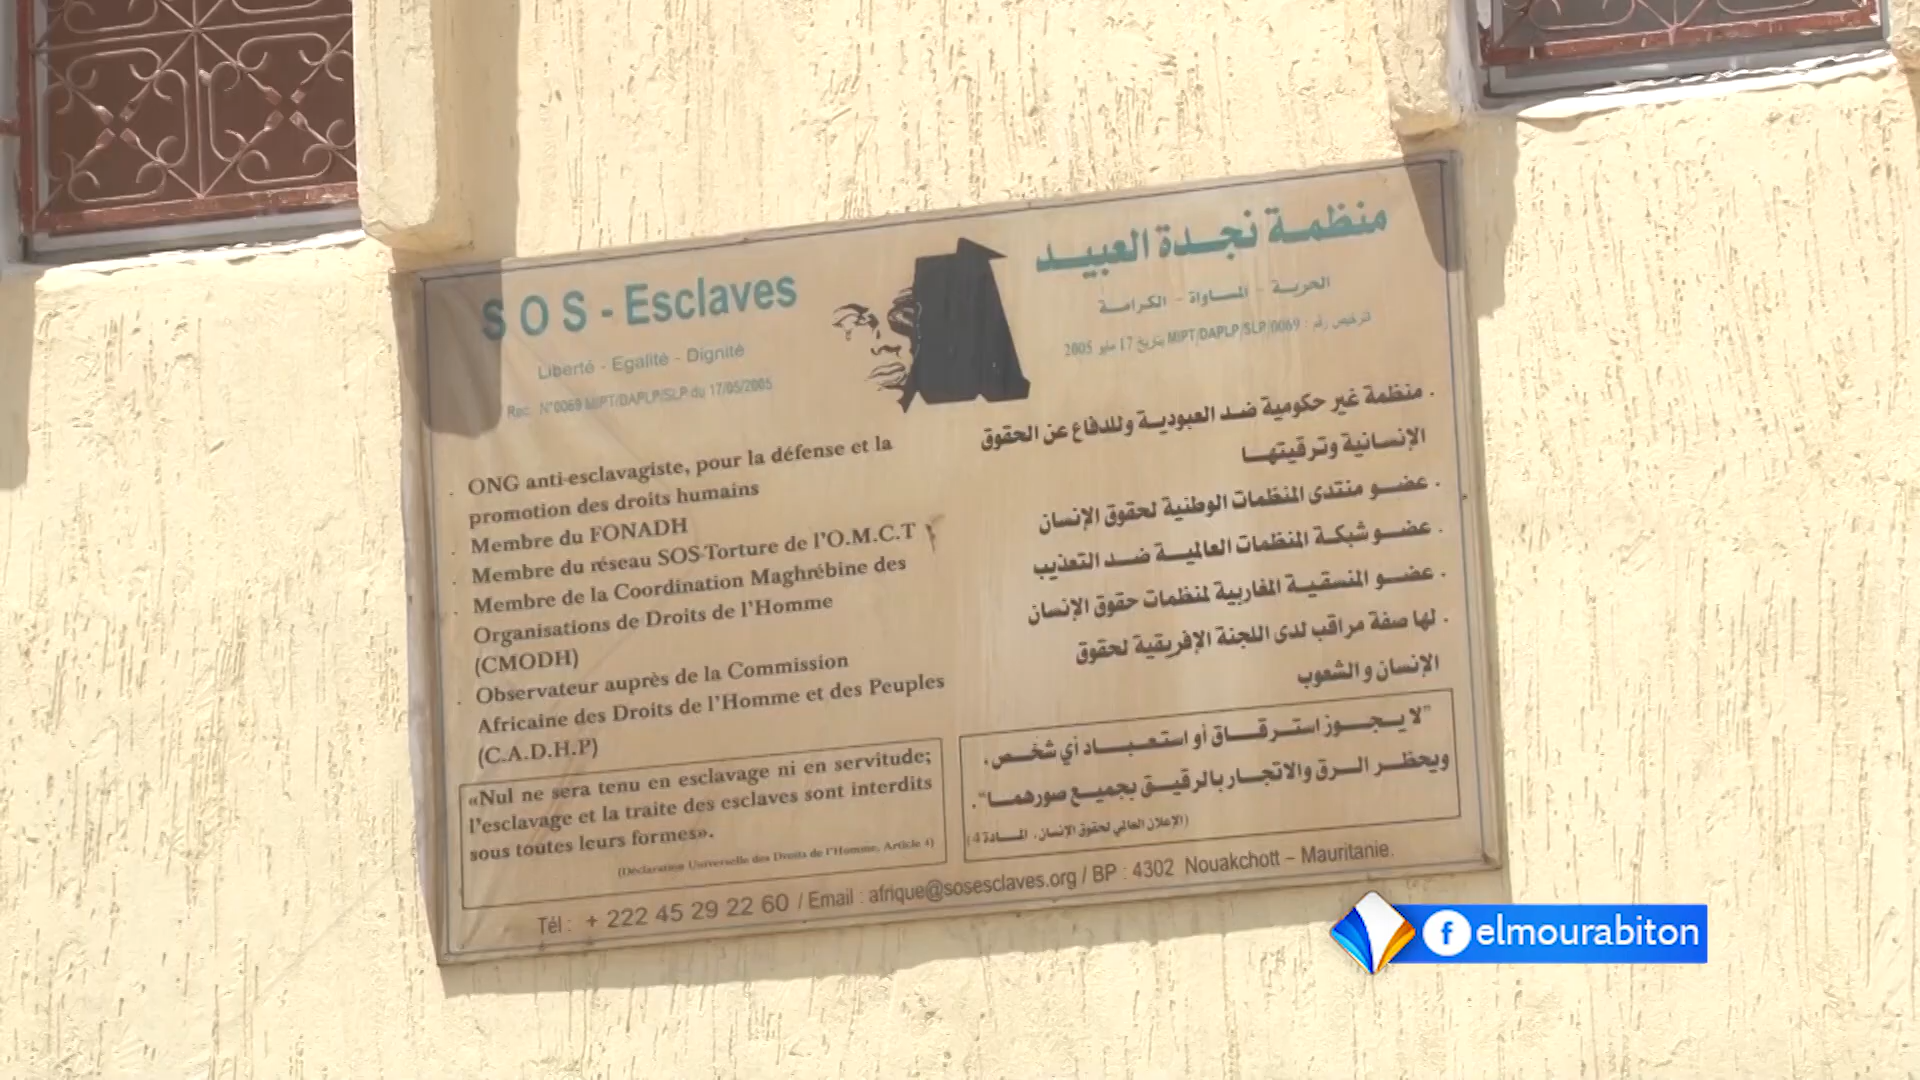 S O S - Esclaves
Liberté - Egalité - Dignité
Rec. N°0069 MIPT/DAPLP/SLP du 17/05/2005
. ONG anti-esclavagiste, pour la défense et la
promotion des droits humains
. Membre du FONADH
. Membre du réseau SOS-Torture de l'O.M.C.T
. Membre de la Coordination Maghrébine des
Organisations de Droits de l'Homme
(CMODH)
. Observateur auprès de la Commission
Africaine des Droits de l'Homme et des Peuples
(C.A.D.H.P)
«Nul ne sera tenu en esclavage ni en servitude;
l'esclavage et la traite des esclaves sont interdits
sous toutes leurs formes».
(Déclaration Universelle des Droits de l'Homme, Article 4)
منظمة نجدة العبيد
الحرية - المساواة - الكرامة
ترخيص رقم : MIPT/DAPLP/SLP/0069 بتاريخ 17 مايو 2005
. منظمة غير حكومية ضد العبودية وللدفاع عن الحقوق
الإنسانية وترقيتها
. عضو منتدى المنظمات الوطنية لحقوق الإنسان
. عضو شبكة المنظمات العالمية ضد التعذيب
. عضو المنسقية المغاربية لمنظمات حقوق الإنسان
. لها صفة مراقب لدى اللجنة الإفريقية لحقوق
الإنسان والشعوب
"لا يجوز استرقاق أو استعباد أي شخص،
ويحظر الرق والاتجار بالرقيق بجميع صورهما".
(الإعلان العالمي لحقوق الإنسان، المادة 4)
Tél : + 222 45 29 22 60 / Email : afrique@sosesclaves.org / BP : 4302 Nouakchott – Mauritanie.
f elmourabiton